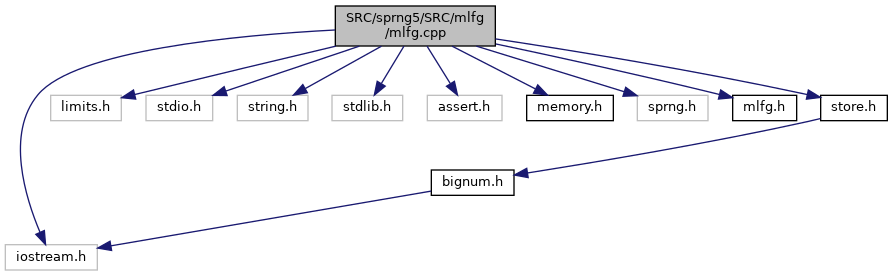 SRC/sprng5/SRC/mlfg
/mlfg.cpp
limits.h
stdio.h
string.h
stdlib.h
assert.h
memory.h
sprng.h
mlfg.h
store.h
bignum.h
iostream.h